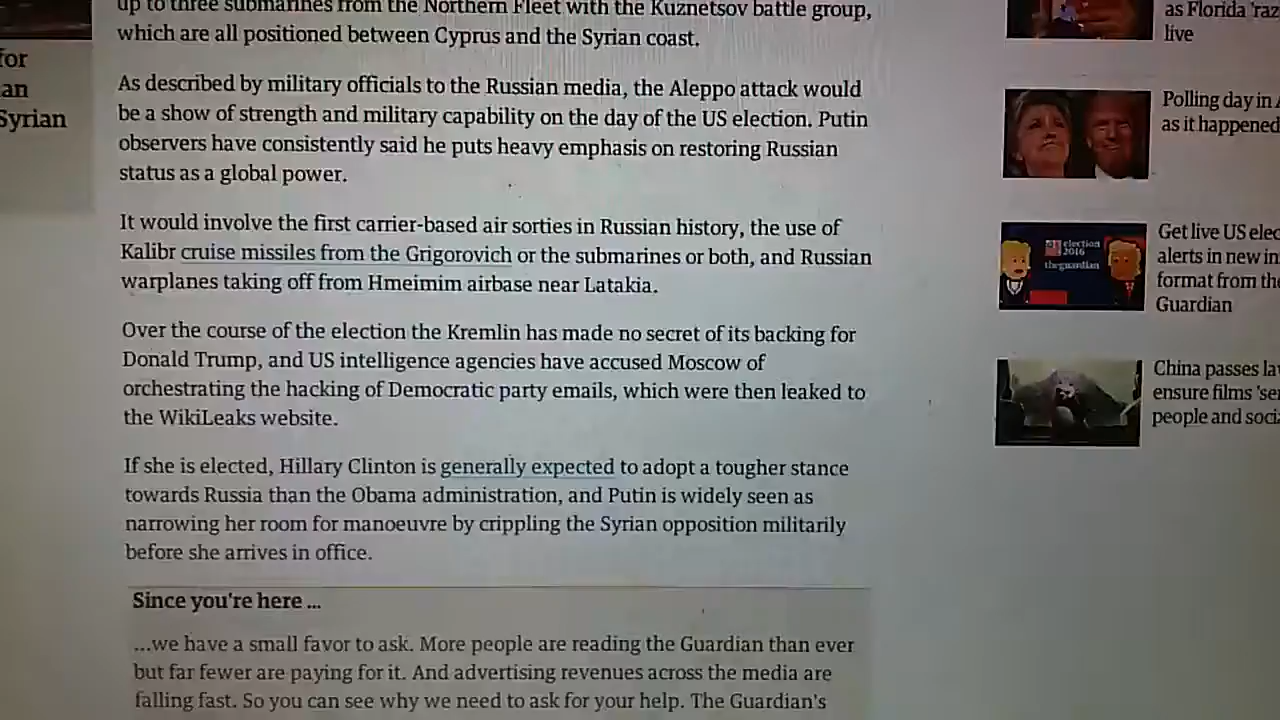 up to three submarines from the Northern Fleet with the Kuznetsov battle group,
which are all positioned between Cyprus and the Syrian coast.
As described by military officials to the Russian media, the Aleppo attack would
be a show of strength and military capability on the day of the US election. Putin
observers have consistently said he puts heavy emphasis on restoring Russian
status as a global power.
It would involve the first carrier-based air sorties in Russian history, the use of
Kalibr cruise missiles from the Grigorovich or the submarines or both, and Russian
warplanes taking off from Hmeimim airbase near Latakia.
Over the course of the election the Kremlin has made no secret of its backing for
Donald Trump, and US intelligence agencies have accused Moscow of
orchestrating the hacking of Democratic party emails, which were then leaked to
the WikiLeaks website.
If she is elected, Hillary Clinton is generally expected to adopt a tougher stance
towards Russia than the Obama administration, and Putin is widely seen as
narrowing her room for manoeuvre by crippling the Syrian opposition militarily
before she arrives in office.
Since you're here ...
...we have a small favor to ask. More people are reading the Guardian than ever
but far fewer are paying for it. And advertising revenues across the media are
falling fast. So you can see why we need to ask for your help. The Guardian's
for
an
Syrian
as Florida 'raz
live
Polling day in A
as it happened
election
2016
theguardian
Get live US elec
alerts in new in
format from the
Guardian
China passes la
ensure films 'se
people and soci